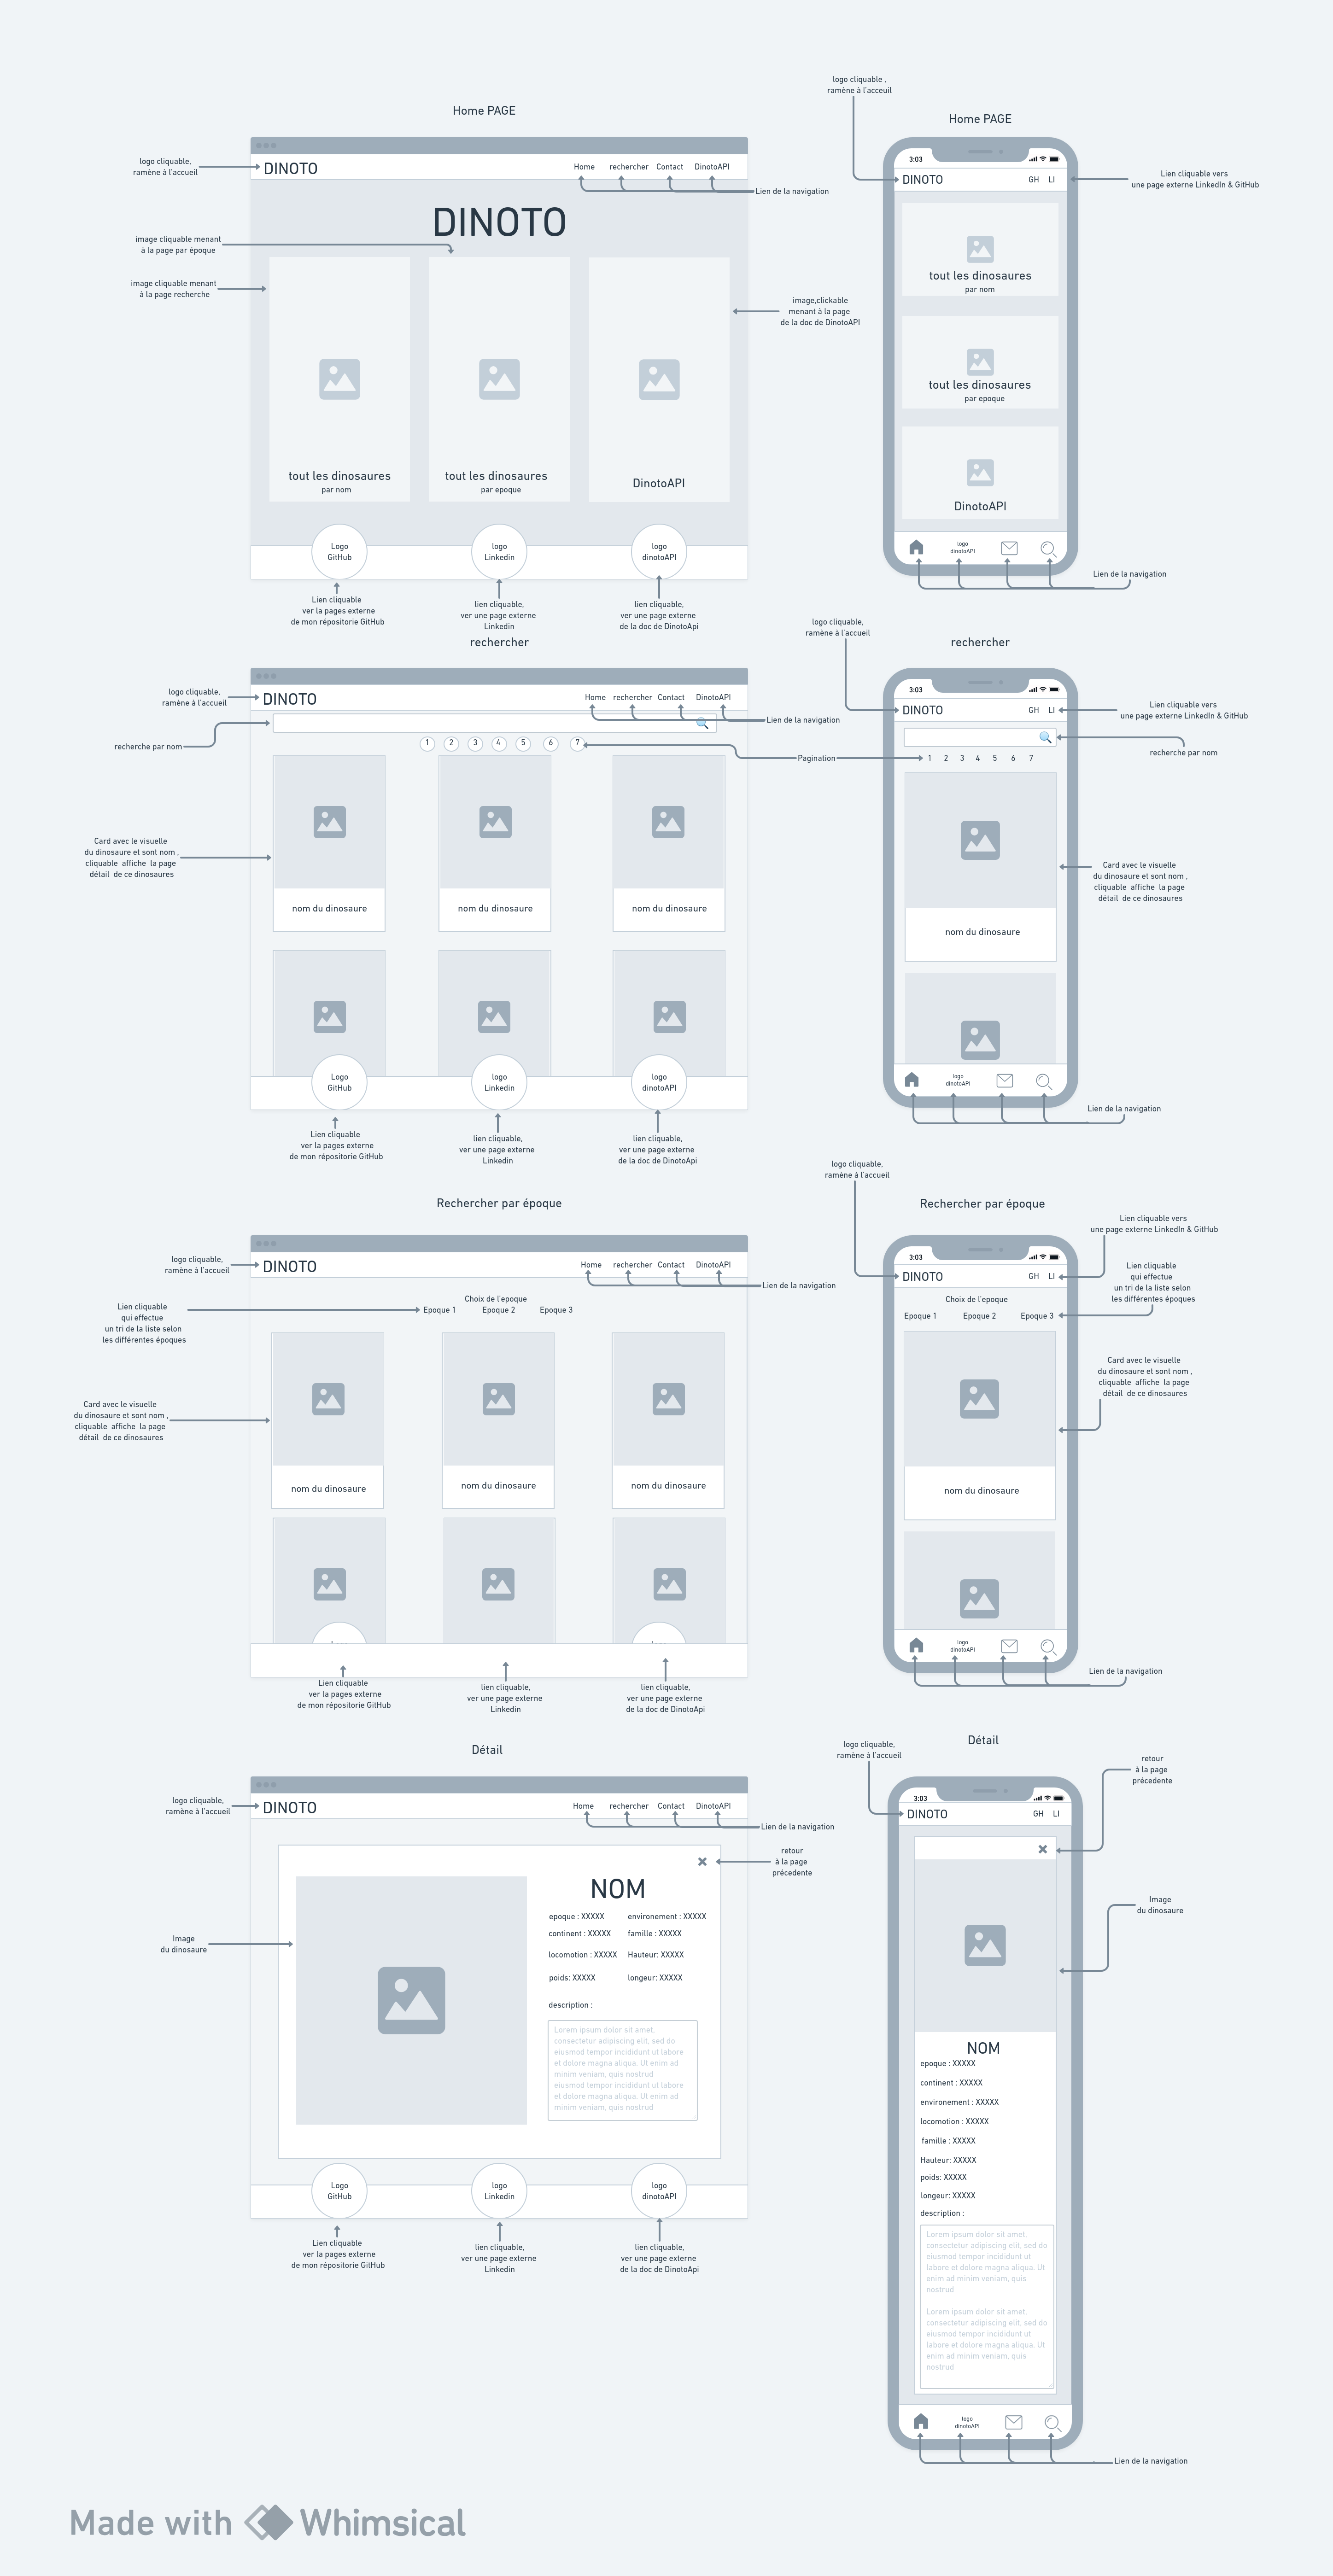 logo cliquable ,
ramène à l'acceuil
Home PAGE
Home PAGE
logo cliquable,
ramène à l'accueil
DINOTO
Home
rechercher
Contact
DinotoAPI
Lien de la navigation
3:03
DINOTO
GH
LI
Lien cliquable vers
une page externe LinkedIn & GitHub
DINOTO
image cliquable menant
à la page par époque
image cliquable menant
à la page recherche
image,clickable
menant à la page
de la doc de DinotoAPI
tout les dinosaures
par nom
tout les dinosaures
par epoque
DinotoAPI
tout les dinosaures
par nom
tout les dinosaures
par epoque
DinotoAPI
Logo
GitHub
logo
Linkedin
logo
dinotoAPI
logo
dinotoAPI
Lien de la navigation
Lien cliquable
ver la pages externe
de mon répositorie GitHub
lien cliquable,
ver une page externe
Linkedin
lien cliquable,
ver une page externe
de la doc de DinotoApi
rechercher
logo cliquable,
ramène à l'accueil
rechercher
logo cliquable,
ramène à l'accueil
DINOTO
Home
rechercher
Contact
DinotoAPI
Lien de la navigation
3:03
DINOTO
GH
LI
Lien cliquable vers
une page externe LinkedIn & GitHub
recherche par nom
1
2
3
4
5
6
7
Pagination
1
2
3
4
5
6
7
recherche par nom
Card avec le visuelle
du dinosaure et sont nom ,
cliquable affiche la page
détail de ce dinosaures
nom du dinosaure
nom du dinosaure
nom du dinosaure
nom du dinosaure
Card avec le visuelle
du dinosaure et sont nom ,
cliquable affiche la page
détail de ce dinosaures
Logo
GitHub
logo
Linkedin
logo
dinotoAPI
logo
dinotoAPI
Lien de la navigation
Lien cliquable
ver la pages externe
de mon répositorie GitHub
lien cliquable,
ver une page externe
Linkedin
lien cliquable,
ver une page externe
de la doc de DinotoApi
Rechercher par époque
logo cliquable,
ramène à l'accueil
Rechercher par époque
logo cliquable,
ramène à l'accueil
DINOTO
Home
rechercher
Contact
DinotoAPI
Lien de la navigation
3:03
DINOTO
GH
LI
Lien cliquable vers
une page externe LinkedIn & GitHub
Lien cliquable
qui effectue
un tri de la liste selon
les différentes époques
Lien cliquable
qui effectue
un tri de la liste selon
les différentes époques
Choix de l'epoque
Epoque 1
Epoque 2
Epoque 3
Choix de l'epoque
Epoque 1
Epoque 2
Epoque 3
Card avec le visuelle
du dinosaure et sont nom ,
cliquable affiche la page
détail de ce dinosaures
Card avec le visuelle
du dinosaure et sont nom ,
cliquable affiche la page
détail de ce dinosaures
nom du dinosaure
nom du dinosaure
nom du dinosaure
nom du dinosaure
logo
dinotoAPI
Lien de la navigation
Lien cliquable
ver la pages externe
de mon répositorie GitHub
lien cliquable,
ver une page externe
Linkedin
lien cliquable,
ver une page externe
de la doc de DinotoApi
Détail
logo cliquable,
ramène à l'accueil
Détail
retour
à la page
précedente
logo cliquable,
ramène à l'accueil
DINOTO
Home
rechercher
Contact
DinotoAPI
Lien de la navigation
3:03
DINOTO
GH
LI
retour
à la page
précedente
Image
du dinosaure
NOM
epoque : XXXXX
environement : XXXXX
continent : XXXXX
famille : XXXXX
locomotion : XXXXX
Hauteur: XXXXX
poids: XXXXX
longeur: XXXXX
description :
Lorem ipsum dolor sit amet,
consectetur adipiscing elit, sed do
eiusmod tempor incididunt ut labore
et dolore magna aliqua. Ut enim ad
minim veniam, quis nostrud
eiusmod tempor incididunt ut labore
et dolore magna aliqua. Ut enim ad
minim veniam, quis nostrud
Image
du dinosaure
NOM
epoque : XXXXX
continent : XXXXX
environement : XXXXX
locomotion : XXXXX
famille : XXXXX
Hauteur: XXXXX
poids: XXXXX
longeur: XXXXX
description :
Lorem ipsum dolor sit amet,
consectetur adipiscing elit, sed do
eiusmod tempor incididunt ut
labore et dolore magna aliqua. Ut
enim ad minim veniam, quis
nostrud
Lorem ipsum dolor sit amet,
consectetur adipiscing elit, sed do
eiusmod tempor incididunt ut
labore et dolore magna aliqua. Ut
enim ad minim veniam, quis
nostrud
Logo
GitHub
logo
Linkedin
logo
dinotoAPI
Lien cliquable
ver la pages externe
de mon répositorie GitHub
lien cliquable,
ver une page externe
Linkedin
lien cliquable,
ver une page externe
de la doc de DinotoApi
logo
dinotoAPI
Lien de la navigation
Made with Whimsical